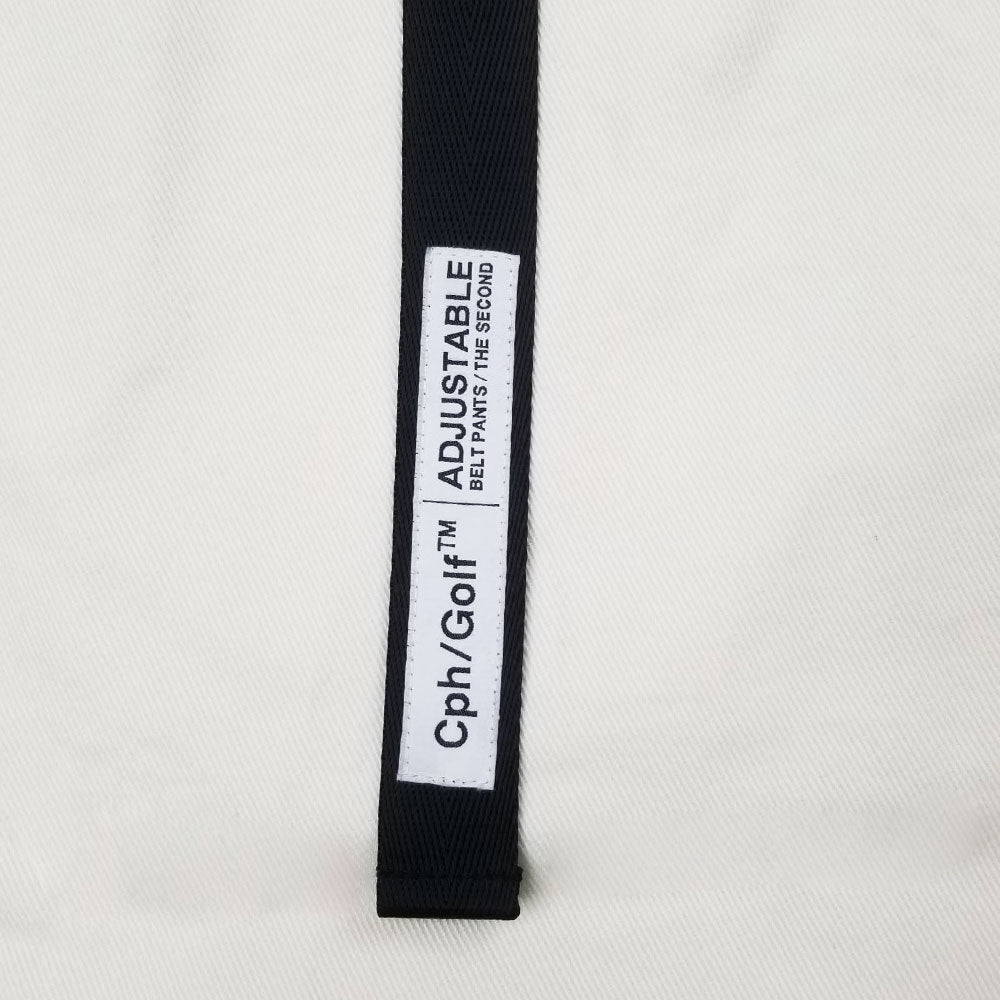 Cph/Golf™
ADJUSTABLE
BELT PANTS/THE SECOND